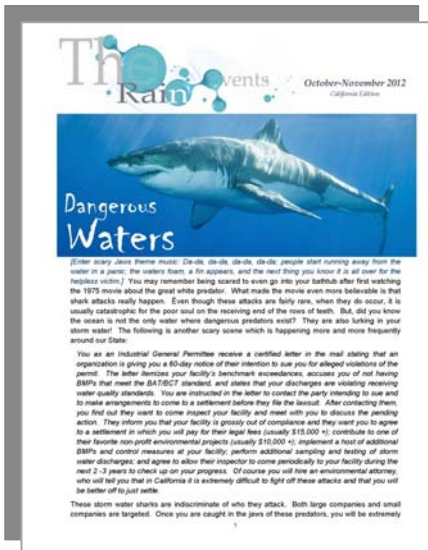 The
Rain
Events
October-November 2012
California Edition
Dangerous
Waters
[Enter scary Jaws theme music: Da-da, da-da, da-da, da-da; people start running away from the
water in a panic, the waters foam, a fin appears, and the next thing you know it is all over for the
helpless victim.] You may remember being scared to even go into your bathtub after first watching
the 1975 movie about the great white predator. What made the movie even more believable is that
shark attacks really happen. Even though these attacks are fairly rare, when they do occur, it is
usually catastrophic for the poor soul on the receiving end of the rows of teeth. But, did you know
the ocean is not the only water where dangerous predators exist? They are also lurking in your
storm water! The following is another scary scene which is happening more and more frequently
around our State:
You as an Industrial General Permittee receive a certified letter in the mail stating that an
organization is giving you a 60-day notice of their intention to sue you for alleged violations of the
permit. The letter itemizes your facility's benchmark exceedances, accuses you of not having
BMPs that meet the BAT/BCT standard, and states that your discharges are violating receiving
water quality standards. You are instructed in the letter to contact the party intending to sue and
to make arrangements to come to a settlement before they file the lawsuit. After contacting them,
you find out they want to come inspect your facility and meet with you to discuss the pending
action. They inform you that your facility is grossly out of compliance and they want you to agree
to a settlement in which you will pay for their legal fees (usually $15,000 +); contribute to one of
their favorite non-profit environmental projects (usually $10,000 +); implement a host of additional
BMPs and control measures at your facility; perform additional sampling and testing of storm
water discharges; and agree to allow their inspector to come periodically to your facility during the
next 2 -3 years to check up on your progress. Of course you will hire an environmental attorney,
who will tell you that in California it is extremely difficult to fight off these attacks and that you will
be better off to just settle.
These storm water sharks are indiscriminate of who they attack. Both large companies and small
companies are targeted. Once you are caught in the jaws of these predators, you will be extremely
1